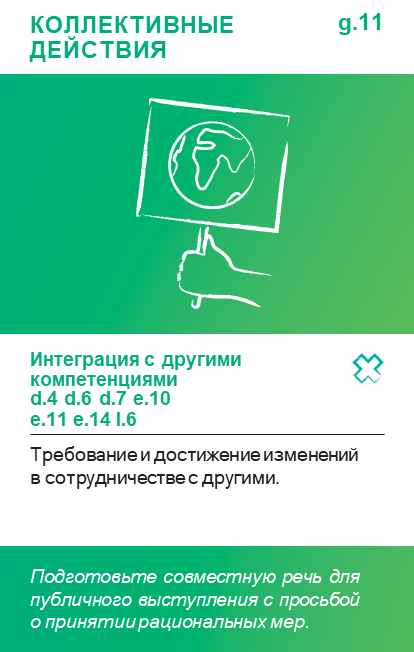 КОЛЛЕКТИВНЫЕ
ДЕЙСТВИЯ
g.11
Интеграция с другими
компетенциями
d.4 d.6 d.7 e.10
e.11 e.14 l.6
Требование и достижение изменений
в сотрудничестве с другими.
Подготовьте совместную речь для
публичного выступления с просьбой
о принятии рациональных мер.